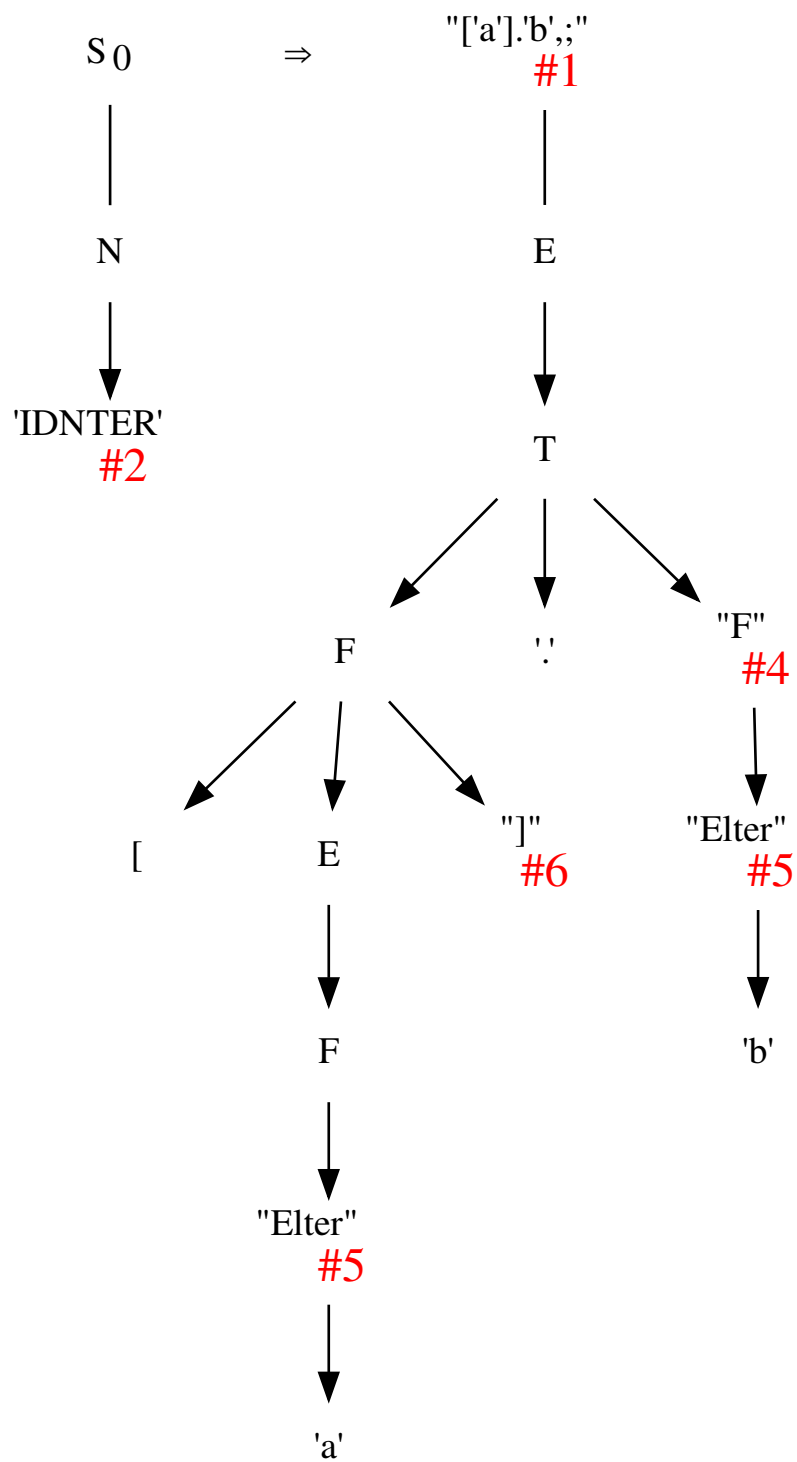 S 0 ⇒ "['a'].'b',;"
#1
N E
'IDNTER'
#2
T
F '.' "F"
#4
[ E "]" "Elter"
#6 #5
F 'b'
"Elter"
#5
'a'